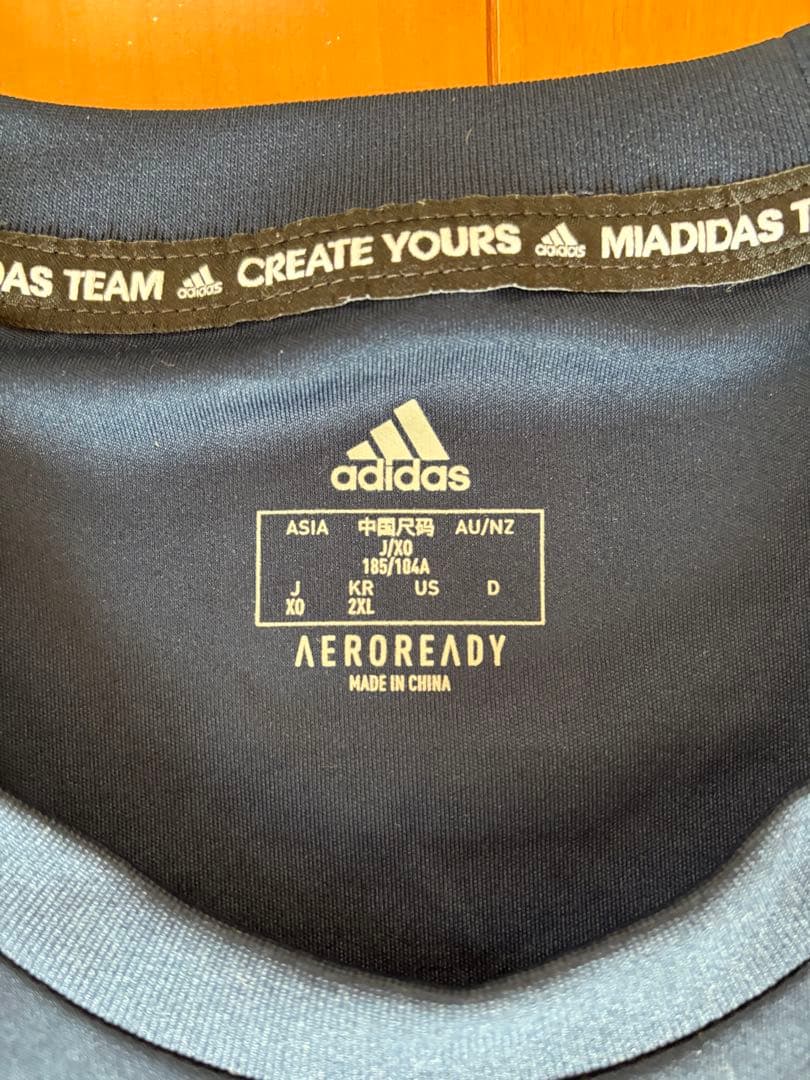 DAS TEAM adidas CREATE YOURS adidas MIADIDAS T
adidas
ASIA 中国尺码 AU/NZ
J/XO
185/104A
J KR US D
XO 2XL
AEROREADY
MADE IN CHINA